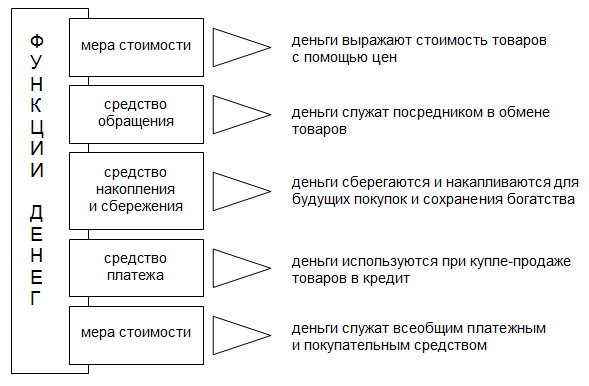 ФУНКЦИИ ДЕНЕГ
мера стоимости
деньги выражают стоимость товаров
с помощью цен
средство
обращения
деньги служат посредником в обмене
товаров
средство
накопления
и сбережения
деньги сберегаются и накапливаются для
будущих покупок и сохранения богатства
средство
платежа
деньги используются при купле-продаже
товаров в кредит
мера стоимости
деньги служат всеобщим платежным
и покупательным средством